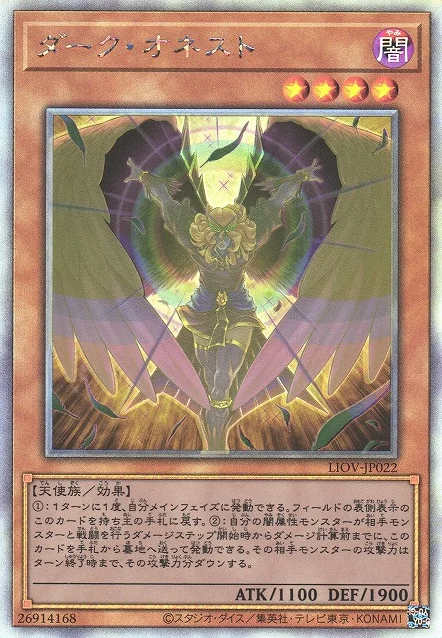 ダーク・オネスト
闇
LIOV-JP022
【天使族／効果】
①：1ターンに1度、自分メインフェイズに発動できる。フィールドの表側表示の
このカードを持ち主の手札に戻す。②：自分の闇属性モンスターが相手モン
スターと戦闘を行うダメージステップ開始時からダメージ計算前までに、この
カードを手札から墓地へ送って発動できる。その相手モンスターの攻撃力は
ターン終了時まで、その攻撃力分ダウンする。
ATK/1100 DEF/1900
26914168 ©スタジオ・ダイス／集英社・テレビ東京・KONAMI